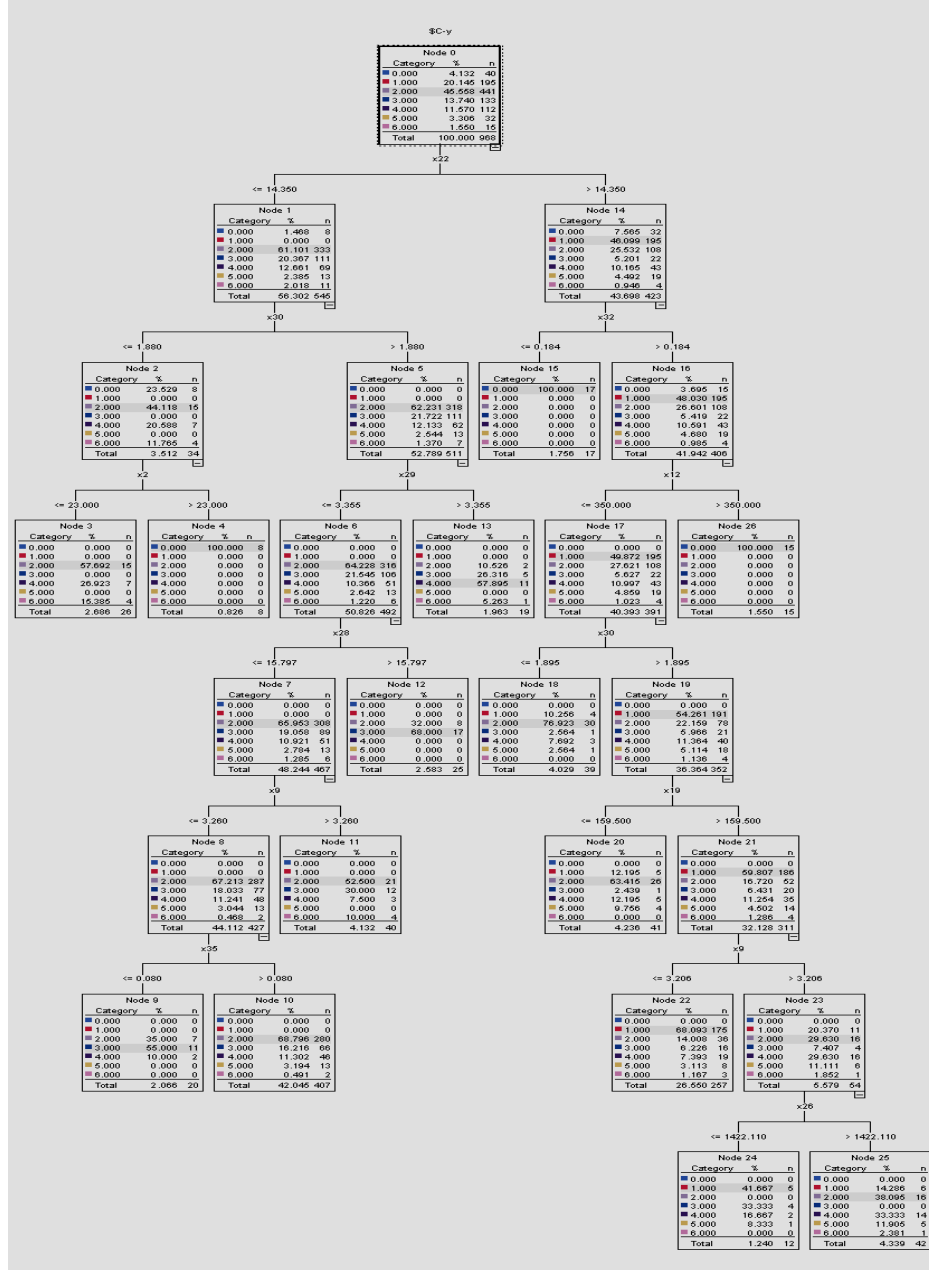 $C-y
Node 0
Category % n
0.000 4.132 40
1.000 20.145 195
2.000 45.558 441
3.000 13.740 133
4.000 11.570 112
5.000 3.306 32
6.000 1.550 15
Total 100.000 968
x22
<= 14.350
> 14.350
Node 1
Category % n
0.000 1.468 8
1.000 0.000 0
2.000 61.101 333
3.000 20.367 111
4.000 12.661 69
5.000 2.385 13
6.000 2.018 11
Total 56.302 545
x30
Node 14
Category % n
0.000 7.565 32
1.000 46.099 195
2.000 25.532 108
3.000 5.201 22
4.000 10.165 43
5.000 4.492 19
6.000 0.946 4
Total 43.698 423
x32
<= 1.880
> 1.880
<= 0.184
> 0.184
Node 2
Category % n
0.000 23.529 8
1.000 0.000 0
2.000 44.118 15
3.000 0.000 0
4.000 20.588 7
5.000 0.000 0
6.000 11.765 4
Total 3.512 34
x2
Node 5
Category % n
0.000 0.000 0
1.000 0.000 0
2.000 62.231 318
3.000 21.722 111
4.000 12.133 62
5.000 2.544 13
6.000 1.370 7
Total 52.789 511
x29
Node 15
Category % n
0.000 100.000 17
1.000 0.000 0
2.000 0.000 0
3.000 0.000 0
4.000 0.000 0
5.000 0.000 0
6.000 0.000 0
Total 1.756 17
Node 16
Category % n
0.000 3.695 15
1.000 48.030 195
2.000 26.601 108
3.000 5.419 22
4.000 10.591 43
5.000 4.680 19
6.000 0.985 4
Total 41.942 406
x12
<= 23.000
> 23.000
<= 3.355
> 3.355
<= 350.000
> 350.000
Node 3
Category % n
0.000 0.000 0
1.000 0.000 0
2.000 57.692 15
3.000 0.000 0
4.000 26.923 7
5.000 0.000 0
6.000 15.385 4
Total 2.686 26
Node 4
Category % n
0.000 100.000 8
1.000 0.000 0
2.000 0.000 0
3.000 0.000 0
4.000 0.000 0
5.000 0.000 0
6.000 0.000 0
Total 0.826 8
Node 6
Category % n
0.000 0.000 0
1.000 0.000 0
2.000 64.228 316
3.000 21.545 106
4.000 10.366 51
5.000 2.642 13
6.000 1.220 6
Total 50.826 492
x28
Node 13
Category % n
0.000 0.000 0
1.000 0.000 0
2.000 10.526 2
3.000 26.316 5
4.000 57.895 11
5.000 0.000 0
6.000 5.263 1
Total 1.963 19
Node 17
Category % n
0.000 0.000 0
1.000 49.872 195
2.000 27.621 108
3.000 5.627 22
4.000 10.997 43
5.000 4.859 19
6.000 1.023 4
Total 40.393 391
x30
Node 26
Category % n
0.000 100.000 15
1.000 0.000 0
2.000 0.000 0
3.000 0.000 0
4.000 0.000 0
5.000 0.000 0
6.000 0.000 0
Total 1.550 15
<= 15.797
> 15.797
<= 1.895
> 1.895
Node 7
Category % n
0.000 0.000 0
1.000 0.000 0
2.000 65.953 308
3.000 19.058 89
4.000 10.921 51
5.000 2.784 13
6.000 1.285 6
Total 48.244 467
x9
Node 12
Category % n
0.000 0.000 0
1.000 0.000 0
2.000 32.000 8
3.000 68.000 17
4.000 0.000 0
5.000 0.000 0
6.000 0.000 0
Total 2.583 25
Node 18
Category % n
0.000 0.000 0
1.000 10.256 4
2.000 76.923 30
3.000 2.564 1
4.000 7.692 3
5.000 2.564 1
6.000 0.000 0
Total 4.029 39
Node 19
Category % n
0.000 0.000 0
1.000 54.261 191
2.000 22.159 78
3.000 5.966 21
4.000 11.364 40
5.000 5.114 18
6.000 1.136 4
Total 36.364 352
x19
<= 3.260
> 3.260
<= 159.500
> 159.500
Node 8
Category % n
0.000 0.000 0
1.000 0.000 0
2.000 67.213 287
3.000 18.033 77
4.000 11.241 48
5.000 3.044 13
6.000 0.468 2
Total 44.112 427
x35
Node 11
Category % n
0.000 0.000 0
1.000 0.000 0
2.000 52.500 21
3.000 30.000 12
4.000 7.500 3
5.000 0.000 0
6.000 10.000 4
Total 4.132 40
Node 20
Category % n
0.000 0.000 0
1.000 12.195 5
2.000 63.415 26
3.000 2.439 1
4.000 12.195 5
5.000 9.756 4
6.000 0.000 0
Total 4.236 41
Node 21
Category % n
0.000 0.000 0
1.000 59.807 186
2.000 16.720 52
3.000 6.431 20
4.000 11.254 35
5.000 4.502 14
6.000 1.286 4
Total 32.128 311
x9
<= 0.080
> 0.080
<= 3.206
> 3.206
Node 9
Category % n
0.000 0.000 0
1.000 0.000 0
2.000 35.000 7
3.000 55.000 11
4.000 10.000 2
5.000 0.000 0
6.000 0.000 0
Total 2.066 20
Node 10
Category % n
0.000 0.000 0
1.000 0.000 0
2.000 68.796 280
3.000 16.216 66
4.000 11.302 46
5.000 3.194 13
6.000 0.491 2
Total 42.045 407
Node 22
Category % n
0.000 0.000 0
1.000 68.093 175
2.000 14.008 36
3.000 6.226 16
4.000 7.393 19
5.000 3.113 8
6.000 1.167 3
Total 26.550 257
Node 23
Category % n
0.000 0.000 0
1.000 20.370 11
2.000 29.630 16
3.000 7.407 4
4.000 29.630 16
5.000 11.111 6
6.000 1.852 1
Total 5.579 54
x26
<= 1422.110
> 1422.110
Node 24
Category % n
0.000 0.000 0
1.000 41.667 5
2.000 0.000 0
3.000 33.333 4
4.000 16.667 2
5.000 8.333 1
6.000 0.000 0
Total 1.240 12
Node 25
Category % n
0.000 0.000 0
1.000 14.286 6
2.000 38.095 16
3.000 0.000 0
4.000 33.333 14
5.000 11.905 5
6.000 2.381 1
Total 4.339 42